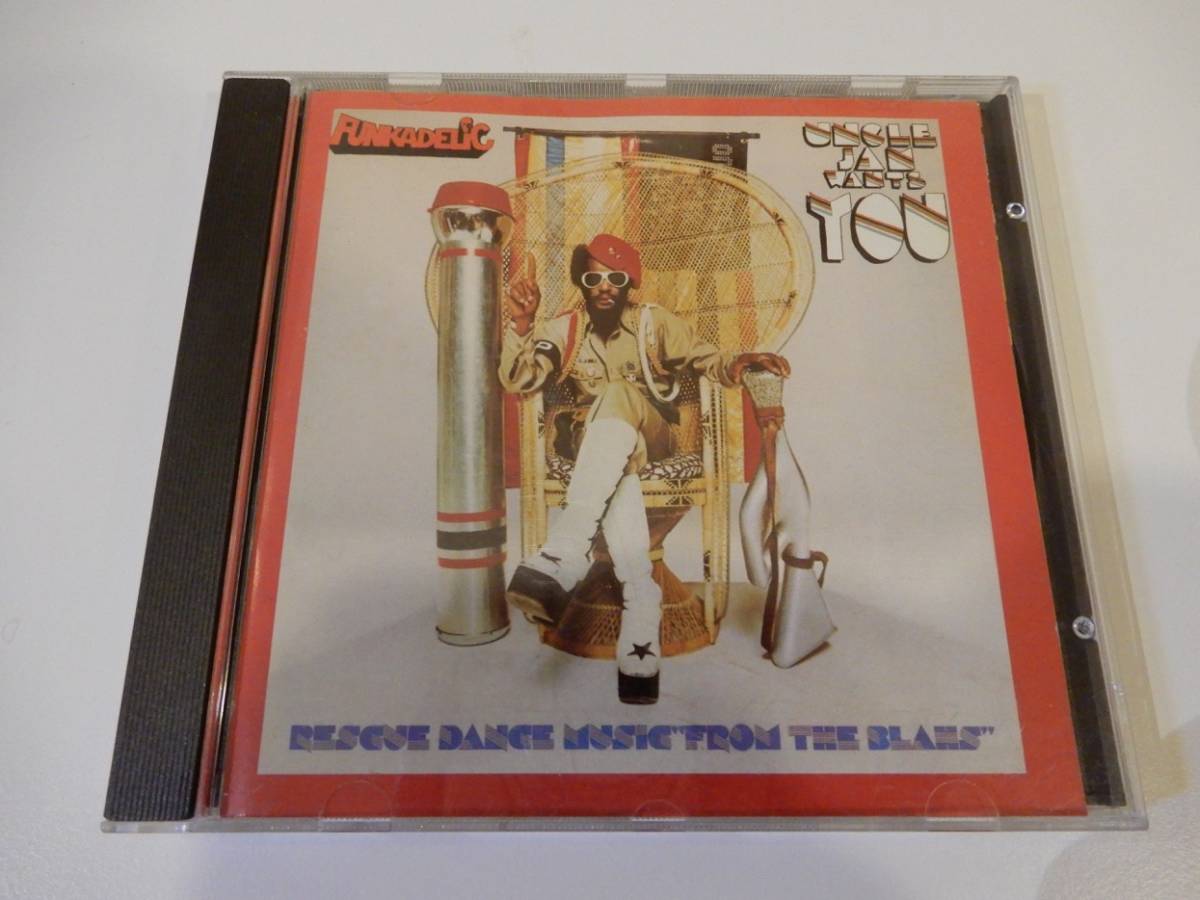 FUNKADELIC
UNCLE
JAM
WANTS
YOU
RESCUE DANCE MUSIC "FROM THE BLAHS"